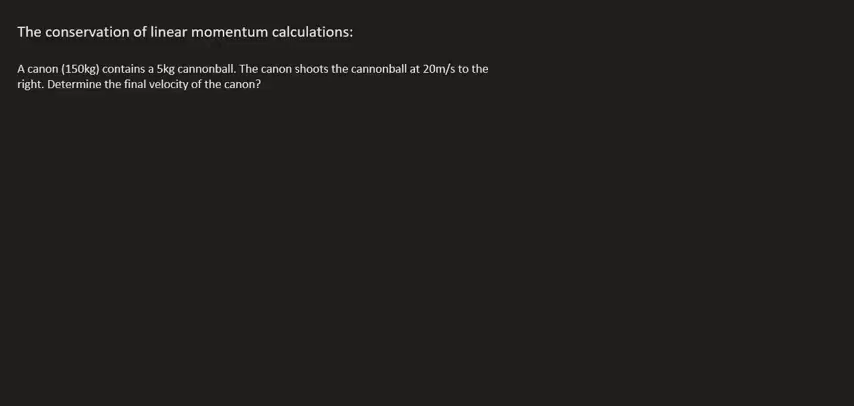 The conservation of linear momentum calculations:
A canon (150kg) contains a 5kg cannonball. The canon shoots the cannonball at 20m/s to the
right. Determine the final velocity of the canon?